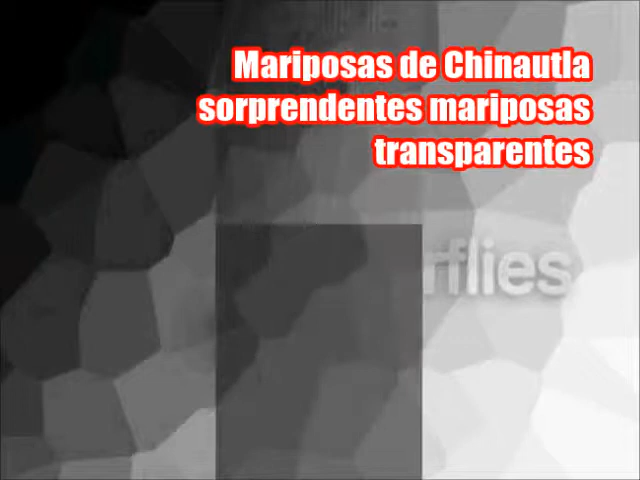 Mariposas de Chinautla
sorprendentes mariposas
transparentes
rflies